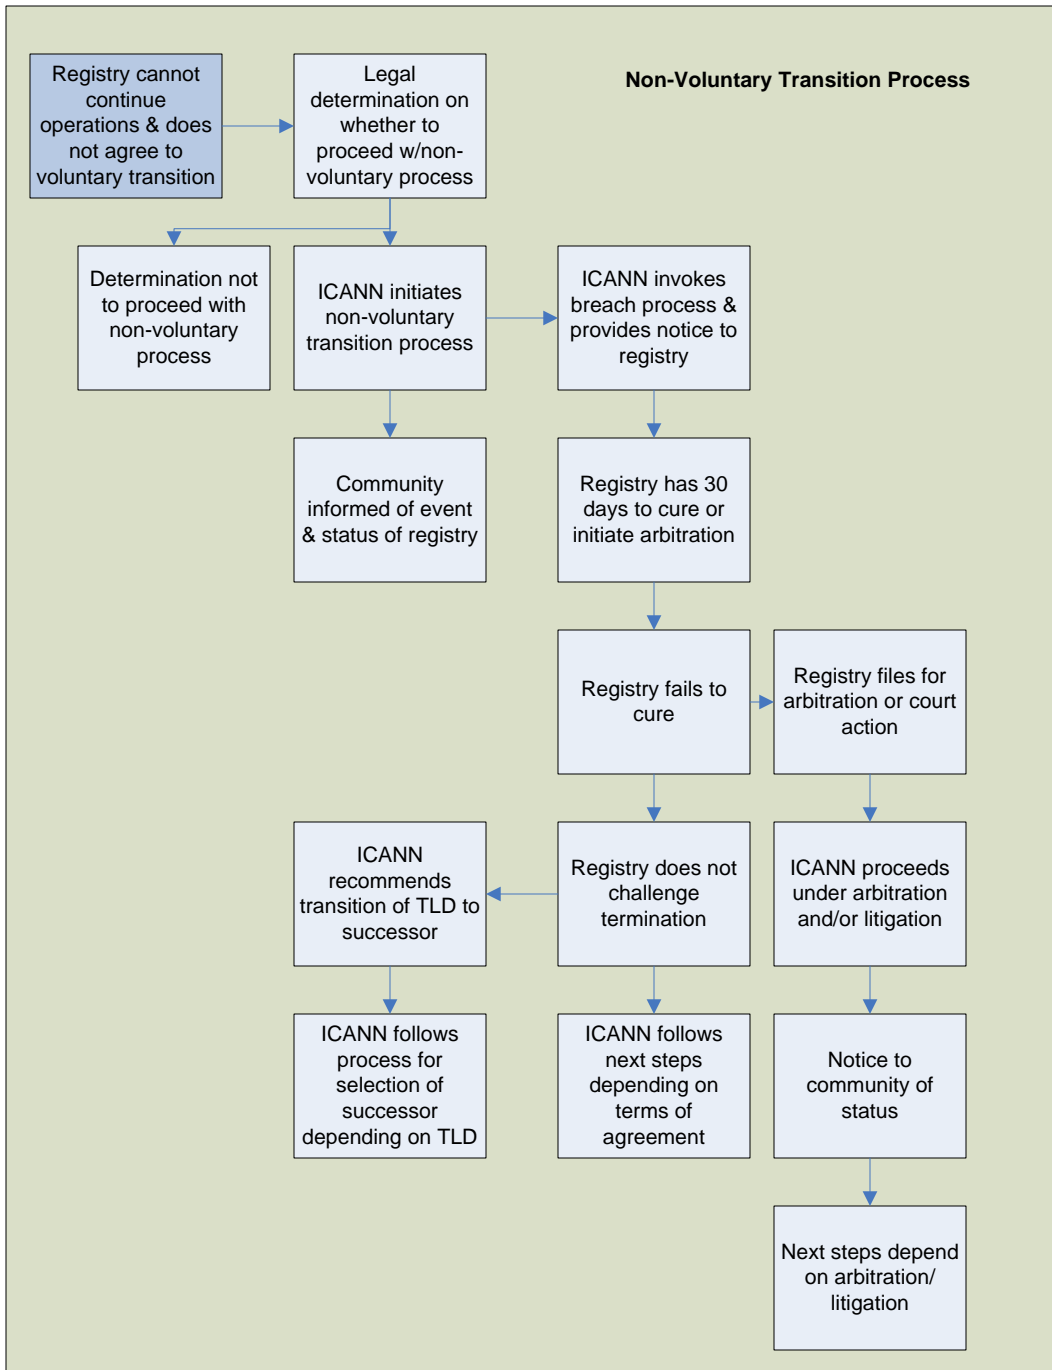 Non-Voluntary Transition Process
Registry cannot
continue
operations & does
not agree to
voluntary transition
Legal
determination on
whether to
proceed w/non-
voluntary process
Determination not
to proceed with
non-voluntary
process
ICANN initiates
non-voluntary
transition process
ICANN invokes
breach process &
provides notice to
registry
Community
informed of event
& status of registry
Registry has 30
days to cure or
initiate arbitration
Registry fails to
cure
Registry files for
arbitration or court
action
ICANN
recommends
transition of TLD to
successor
Registry does not
challenge
termination
ICANN proceeds
under arbitration
and/or litigation
ICANN follows
process for
selection of
successor
depending on TLD
ICANN follows
next steps
depending on
terms of
agreement
Notice to
community of
status
Next steps depend
on arbitration/
litigation